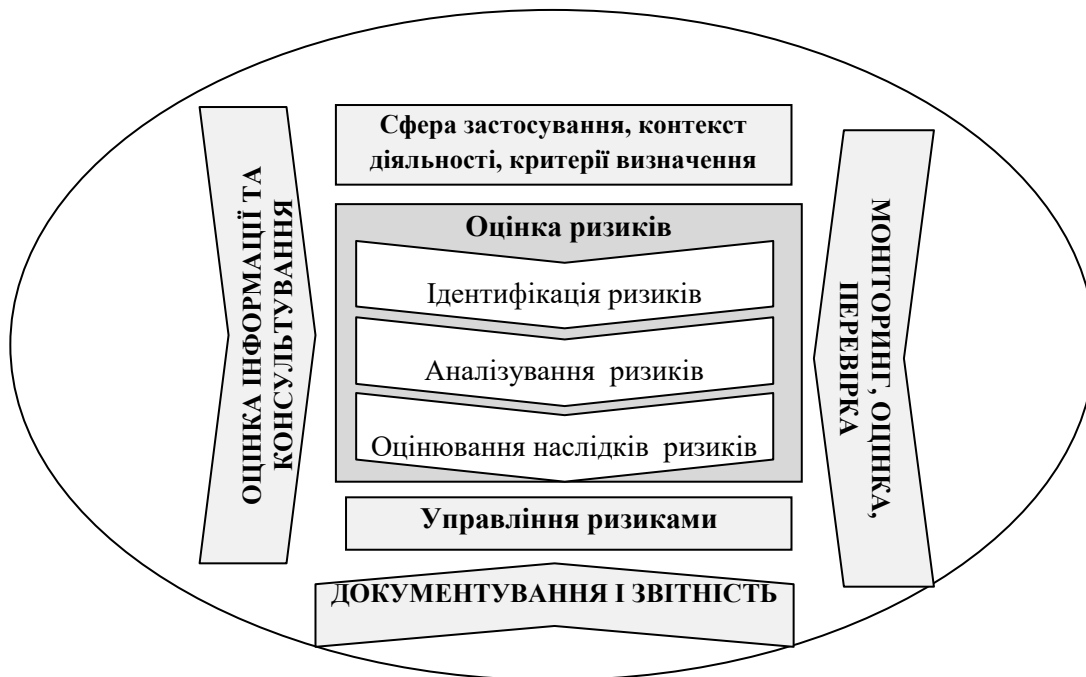 Сфера застосування, контекст
діяльності, критерії визначення
ОЦІНКА ІНФОРМАЦІЇ ТА
КОНСУЛЬТУВАННЯ
Оцінка ризиків
Ідентифікація ризиків
Аналізування ризиків
Оцінювання наслідків ризиків
МОНІТОРИНГ, ОЦІНКА,
ПЕРЕВІРКА
Управління ризиками
ДОКУМЕНТУВАННЯ І ЗВІТНІСТЬ